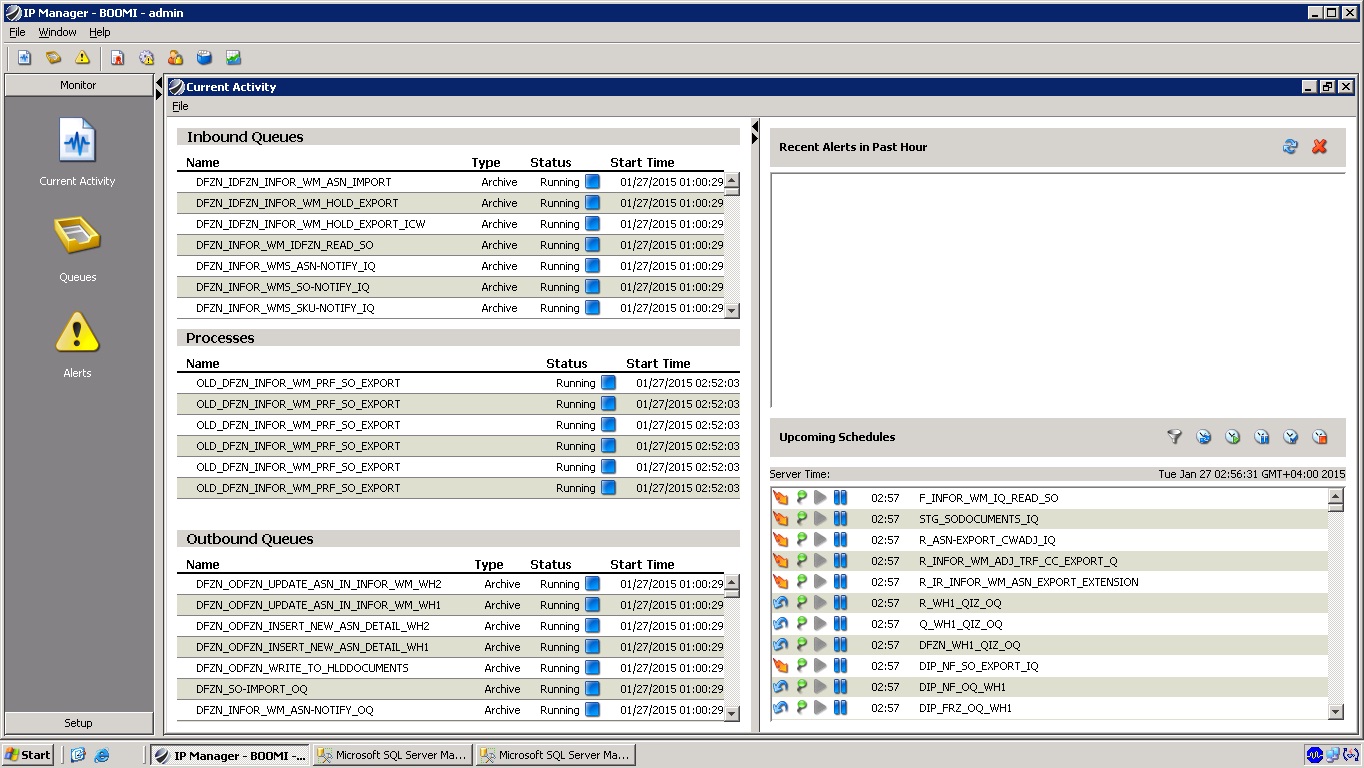 IP Manager - BOOMI - admin
File Window Help
Monitor
Current Activity
Queues
Alerts
Setup
Current Activity
File
Inbound Queues
Name Type Status Start Time
DFZN_IDFZN_INFOR_WM_ASN_IMPORT Archive Running 01/27/2015 01:00:29
DFZN_IDFZN_INFOR_WM_HOLD_EXPORT Archive Running 01/27/2015 01:00:29
DFZN_IDFZN_INFOR_WM_HOLD_EXPORT_ICW Archive Running 01/27/2015 01:00:29
DFZN_INFOR_WM_IDFZN_READ_SO Archive Running 01/27/2015 01:00:29
DFZN_INFOR_WMS_ASN-NOTIFY_IQ Archive Running 01/27/2015 01:00:29
DFZN_INFOR_WMS_SO-NOTIFY_IQ Archive Running 01/27/2015 01:00:29
DFZN_INFOR_WMS_SKU-NOTIFY_IQ Archive Running 01/27/2015 01:00:29
Processes
Name Status Start Time
OLD_DFZN_INFOR_WM_PRF_SO_EXPORT Running 01/27/2015 02:52:03
OLD_DFZN_INFOR_WM_PRF_SO_EXPORT Running 01/27/2015 02:52:03
OLD_DFZN_INFOR_WM_PRF_SO_EXPORT Running 01/27/2015 02:52:03
OLD_DFZN_INFOR_WM_PRF_SO_EXPORT Running 01/27/2015 02:52:03
OLD_DFZN_INFOR_WM_PRF_SO_EXPORT Running 01/27/2015 02:52:03
OLD_DFZN_INFOR_WM_PRF_SO_EXPORT Running 01/27/2015 02:52:03
Outbound Queues
Name Type Status Start Time
DFZN_ODFZN_UPDATE_ASN_IN_INFOR_WM_WH2 Archive Running 01/27/2015 01:00:29
DFZN_ODFZN_UPDATE_ASN_IN_INFOR_WM_WH1 Archive Running 01/27/2015 01:00:29
DFZN_ODFZN_INSERT_NEW_ASN_DETAIL_WH2 Archive Running 01/27/2015 01:00:29
DFZN_ODFZN_INSERT_NEW_ASN_DETAIL_WH1 Archive Running 01/27/2015 01:00:29
DFZN_ODFZN_WRITE_TO_HLDDOCUMENTS Archive Running 01/27/2015 01:00:29
DFZN_SO-IMPORT_OQ Archive Running 01/27/2015 01:00:29
DFZN_INFOR_WM_ASN-NOTIFY_OQ Archive Running 01/27/2015 01:00:29
Recent Alerts in Past Hour
Upcoming Schedules
Server Time: Tue Jan 27 02:56:31 GMT+04:00 2015
02:57 F_INFOR_WM_IQ_READ_SO
02:57 STG_SODOCUMENTS_IQ
02:57 R_ASN-EXPORT_CWADJ_IQ
02:57 R_INFOR_WM_ADJ_TRF_CC_EXPORT_Q
02:57 R_IR_INFOR_WM_ASN_EXPORT_EXTENSION
02:57 R_WH1_QIZ_OQ
02:57 Q_WH1_QIZ_OQ
02:57 DFZN_WH1_QIZ_OQ
02:57 DIP_NF_SO_EXPORT_IQ
02:57 DIP_NF_OQ_WH1
02:57 DIP_FRZ_OQ_WH1
Start IP Manager - BOOMI -... Microsoft SQL Server Ma... Microsoft SQL Server Ma...